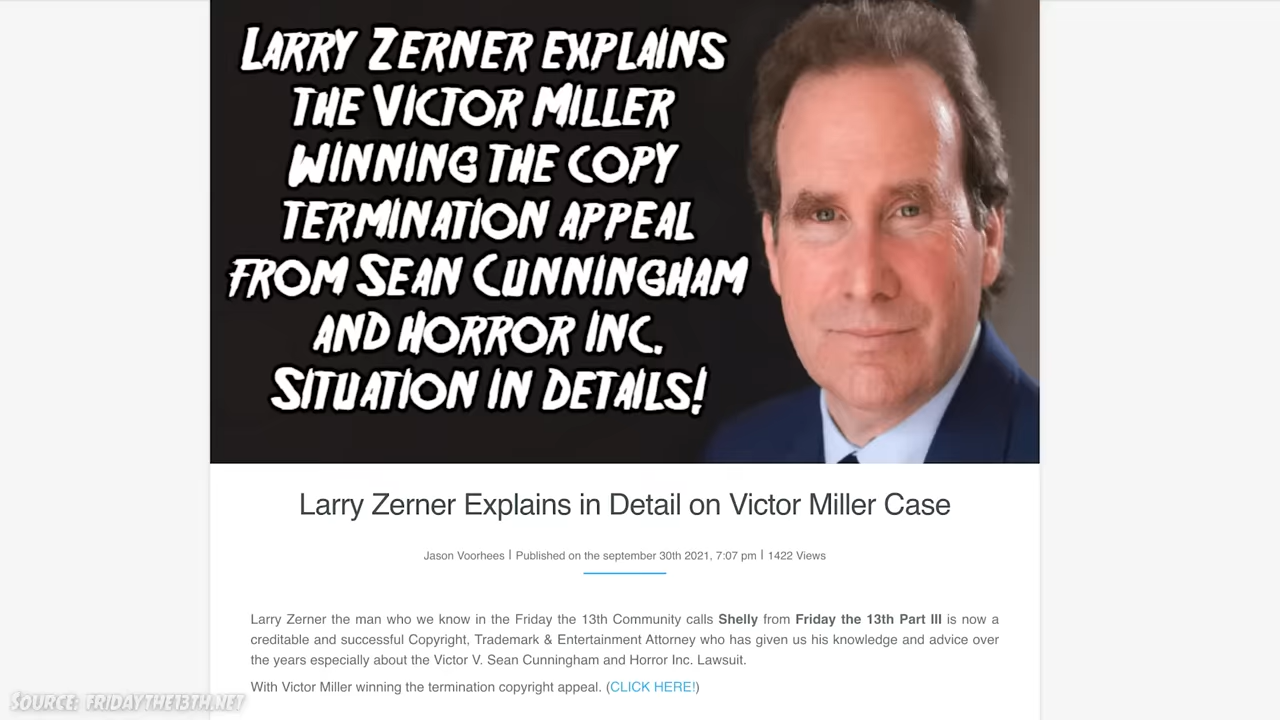 Larry Zerner explains
the Victor Miller
winning the copy
termination appeal
from Sean Cunningham
and Horror Inc.
Situation in details!
Larry Zerner Explains in Detail on Victor Miller Case
Jason Voorhees | Published on the september 30th 2021, 7:07 pm | 1422 Views
Larry Zerner the man who we know in the Friday the 13th Community calls Shelly from Friday the 13th Part III is now a
creditable and successful Copyright, Trademark & Entertainment Attorney who has given us his knowledge and advice over
the years especially about the Victor V. Sean Cunningham and Horror Inc. Lawsuit.
With Victor Miller winning the termination copyright appeal. (CLICK HERE!)
Source: fridaythe13th.net